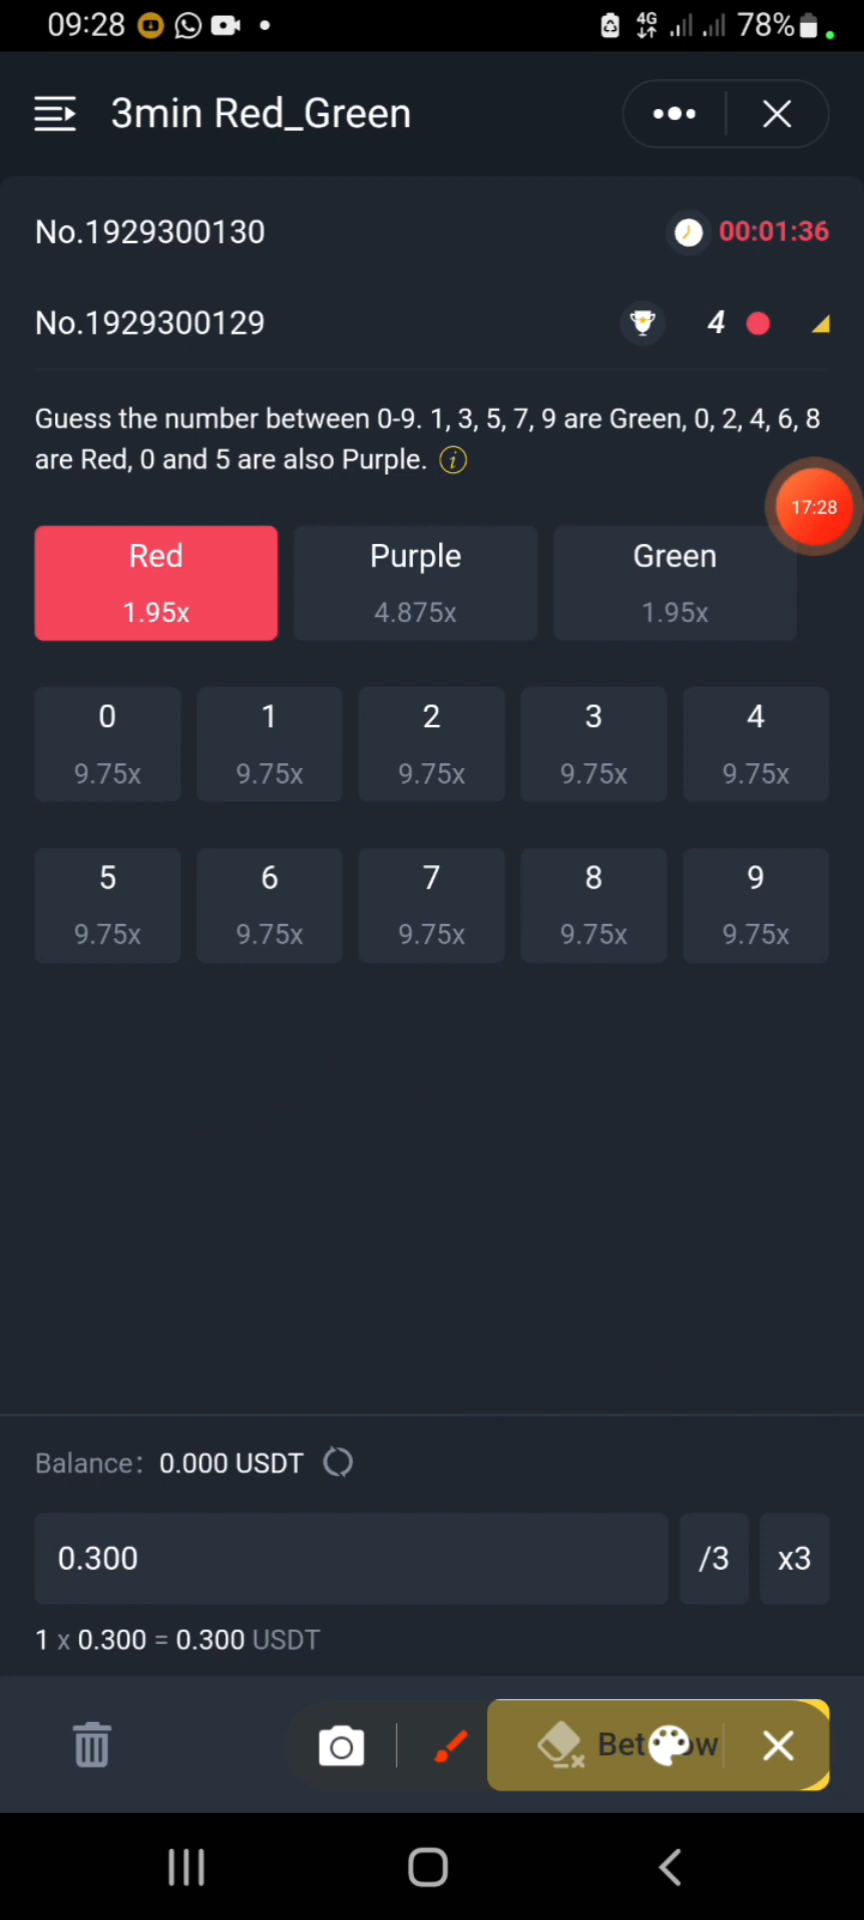 09:28 4G 78%
3min Red_Green
No.1929300130 00:01:36
No.1929300129 4
Guess the number between 0-9. 1, 3, 5, 7, 9 are Green, 0, 2, 4, 6, 8
are Red, 0 and 5 are also Purple. i
17:28
Red Purple Green
1.95x 4.875x 1.95x
0 1 2 3 4
9.75x 9.75x 9.75x 9.75x 9.75x
5 6 7 8 9
9.75x 9.75x 9.75x 9.75x 9.75x
Balance: 0.000 USDT
0.300 /3 x3
1 x 0.300 = 0.300 USDT
Bet